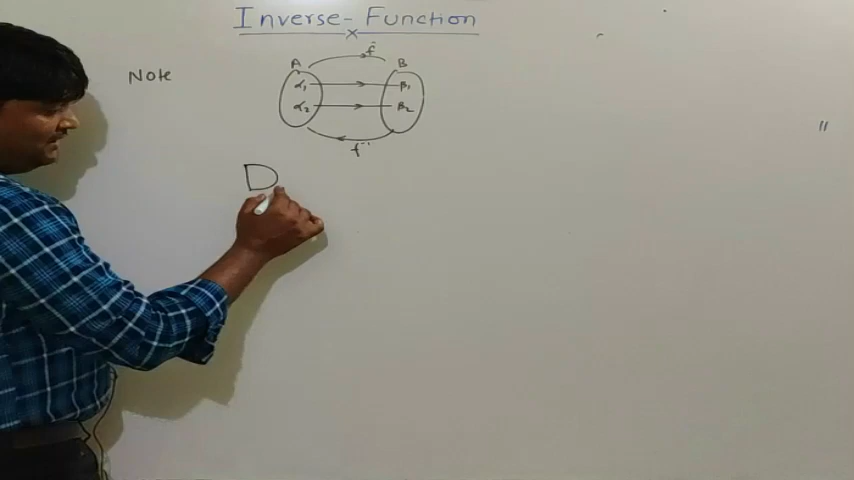 Inverse-Function
×
Note
A f B
α₁ β₁
α₂ β₂
f⁻¹
D
"